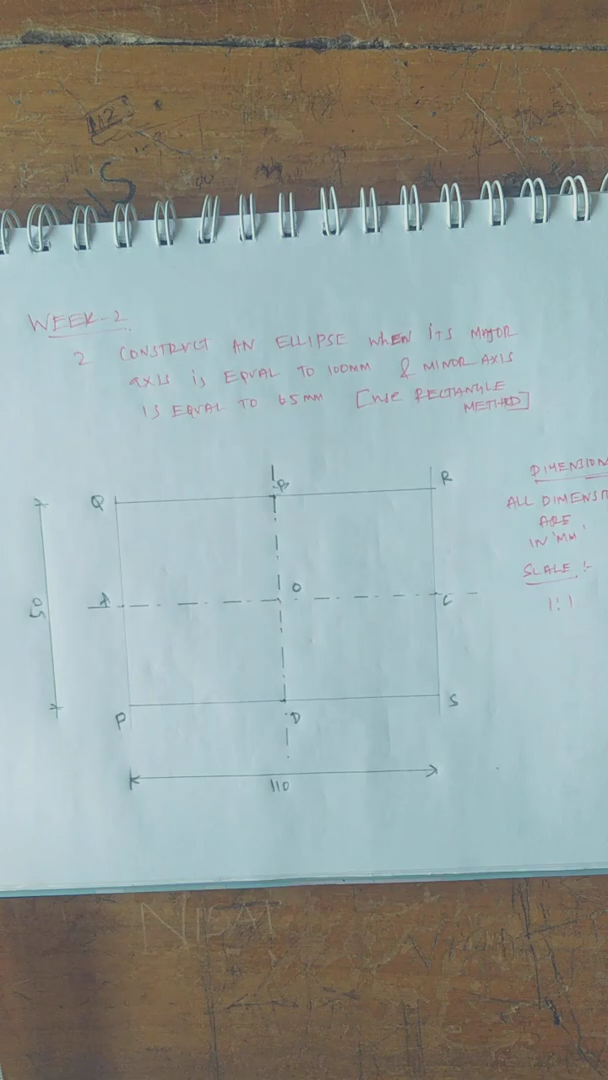 WEEK-2
2 CONSTRUCT AN ELLIPSE WHEN ITS MAJOR
AXIS IS EQUAL TO 100MM & MINOR AXIS
IS EQUAL TO 65MM [USE RECTANGLE
METHOD]
DIMENSION
ALL DIMENSI
ARE
IN 'MM'
SCALE :-
1:1
Q
B
R
A
O
C
P
D
S
110
NIEAT